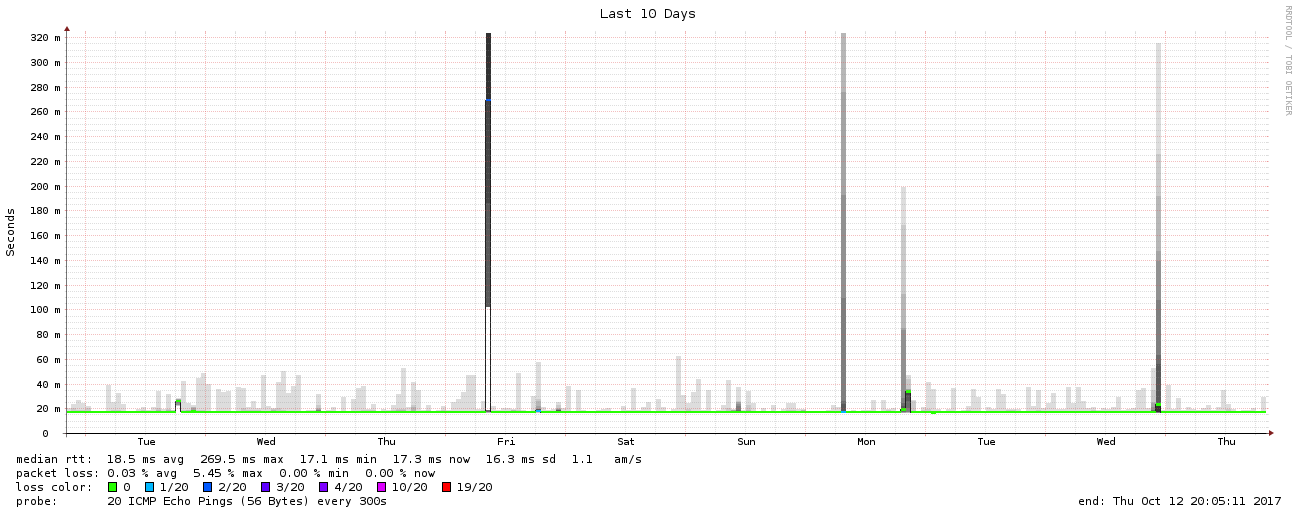 Last 10 Days
RRDTOOL / TOBI OETIKER
Seconds
320 m
300 m
280 m
260 m
240 m
220 m
200 m
180 m
160 m
140 m
120 m
100 m
80 m
60 m
40 m
20 m
0
Tue Wed Thu Fri Sat Sun Mon Tue Wed Thu
median rtt: 18.5 ms avg 269.5 ms max 17.1 ms min 17.3 ms now 16.3 ms sd 1.1 am/s
packet loss: 0.03 % avg 5.45 % max 0.00 % min 0.00 % now
loss color: 0 1/20 2/20 3/20 4/20 10/20 19/20
probe: 20 ICMP Echo Pings (56 Bytes) every 300s end: Thu Oct 12 20:05:11 2017